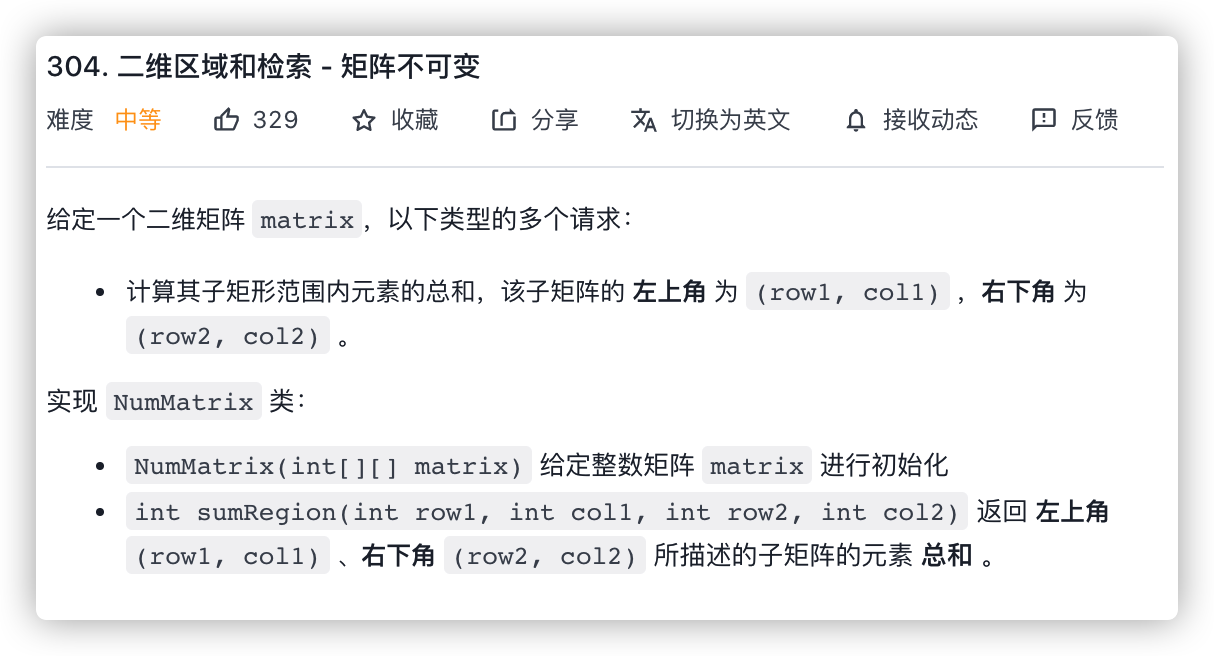 304. 二维区域和检索 - 矩阵不可变
难度 中等 329 收藏 分享 切换为英文 接收动态 反馈
给定一个二维矩阵 matrix，以下类型的多个请求：
• 计算其子矩形范围内元素的总和，该子矩阵的 左上角 为 (row1, col1) ，右下角 为
(row2, col2) 。
实现 NumMatrix 类：
• NumMatrix(int[][] matrix) 给定整数矩阵 matrix 进行初始化
• int sumRegion(int row1, int col1, int row2, int col2) 返回 左上角
(row1, col1) 、右下角 (row2, col2) 所描述的子矩阵的元素 总和 。